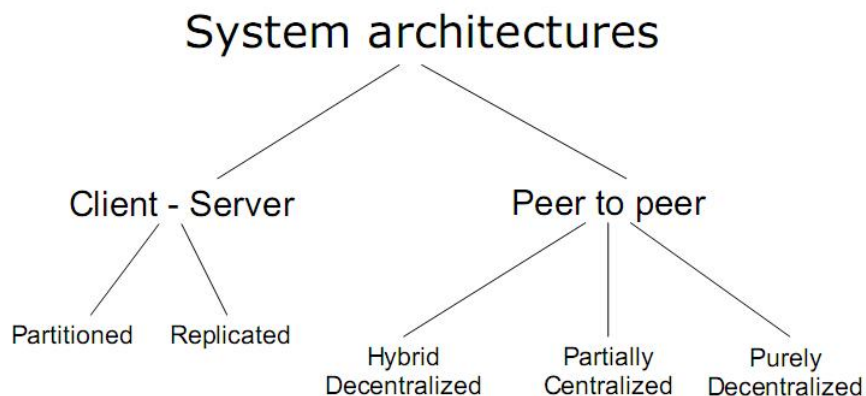 System architectures
Client - Server
Peer to peer
Partitioned
Replicated
Hybrid
Decentralized
Partially
Centralized
Purely
Decentralized